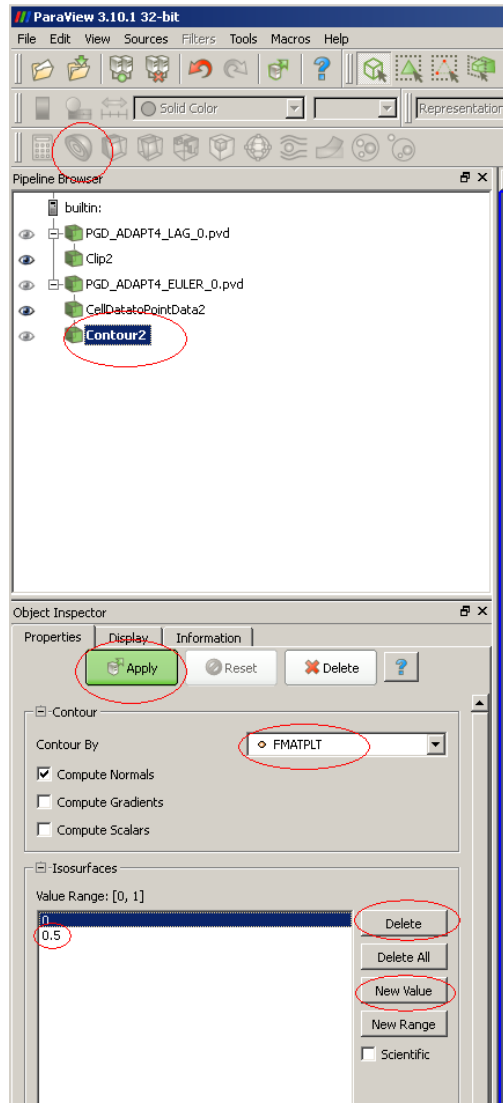 ParaView 3.10.1 32-bit
File Edit View Sources Filters Tools Macros Help
Solid Color Representation
Pipeline Browser
builtin:
PGD_ADAPT4_LAG_0.pvd
Clip2
PGD_ADAPT4_EULER_0.pvd
CellDatatoPointData2
Contour2
Object Inspector
Properties Display Information
Apply Reset Delete ?
Contour
Contour By FMATPLT
Compute Normals
Compute Gradients
Compute Scalars
Isosurfaces
Value Range: [0, 1]
0
0.5
Delete
Delete All
New Value
New Range
Scientific